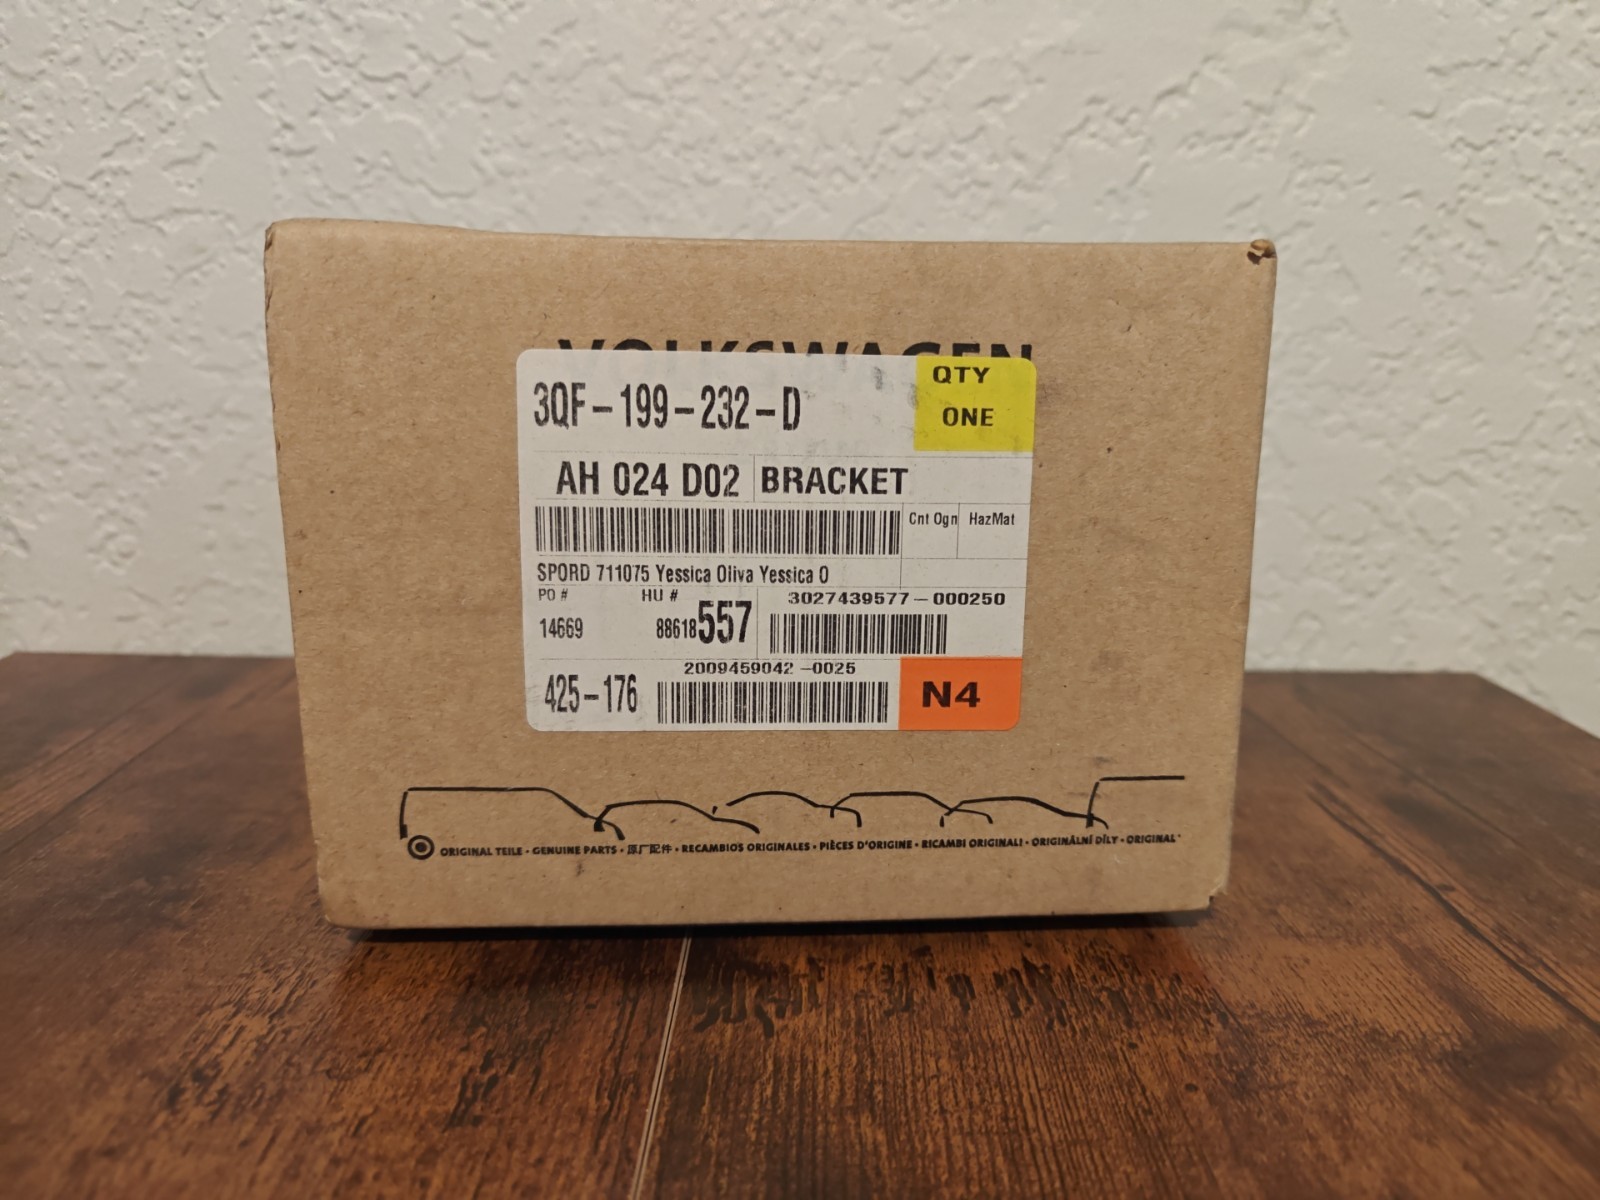 VOLKSWAGEN
3QF-199-232-D
QTY
ONE
AH 024 D02
BRACKET
Cnt Ogn
HazMat
SPORD 711075 Yessica Oliva Yessica O
PO #
HU #
3027439577-000250
14669
88618557
2009459042-0025
425-176
N4
ORIGINAL TEILE · GENUINE PARTS · 原厂配件 · RECAMBIOS ORIGINALES · PIÈCES D'ORIGINE · RICAMBI ORIGINALI · ORIGINÁLNÍ DÍLY · ORIGINAL